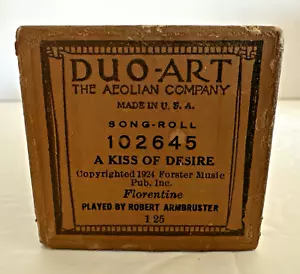 DUO-ART
THE AEOLIAN COMPANY
MADE IN U. S. A.
SONG-ROLL
102645
A KISS OF DESIRE
Copyrighted 1924 Forster Music
Pub. Inc.
Florentine
PLAYED BY ROBERT ARMBRUSTER
1 25